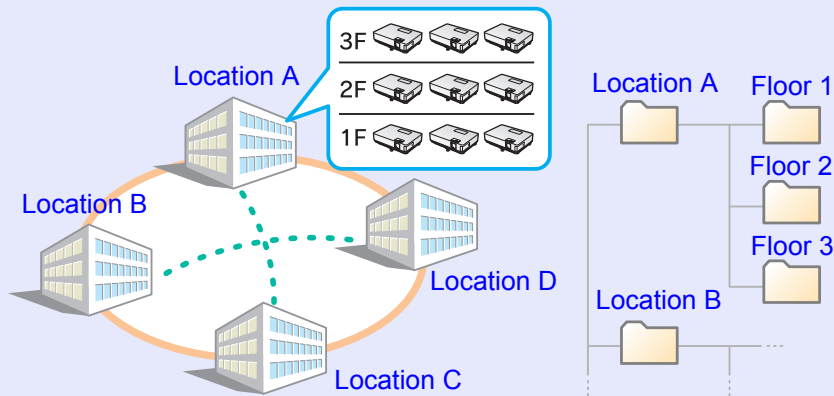 3F
2F
1F
Location A
Location B
Location D
Location C
Location A
Floor 1
Floor 2
Floor 3
Location B